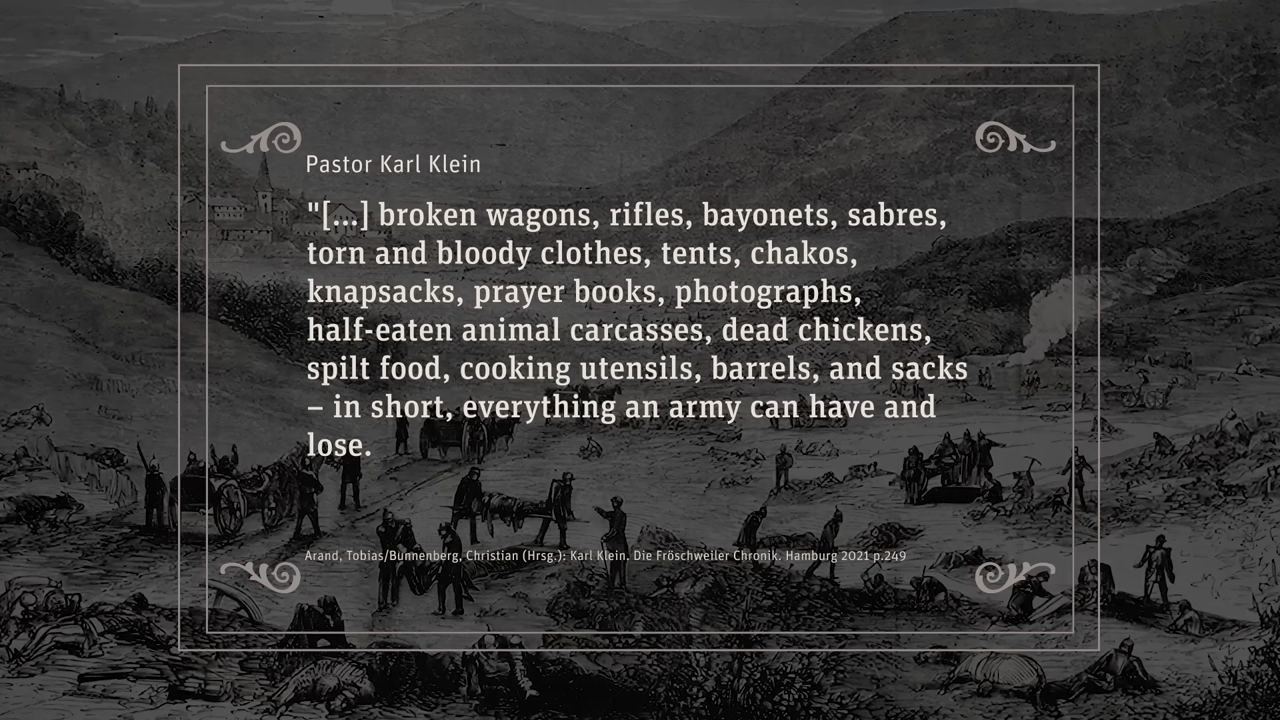 Pastor Karl Klein
"[...] broken wagons, rifles, bayonets, sabres,
torn and bloody clothes, tents, chakos,
knapsacks, prayer books, photographs,
half-eaten animal carcasses, dead chickens,
spilt food, cooking utensils, barrels, and sacks
– in short, everything an army can have and
lose.
Arand, Tobias/Bunnenberg, Christian (Hrsg.): Karl Klein. Die Fröschweiler Chronik. Hamburg 2021 p.249